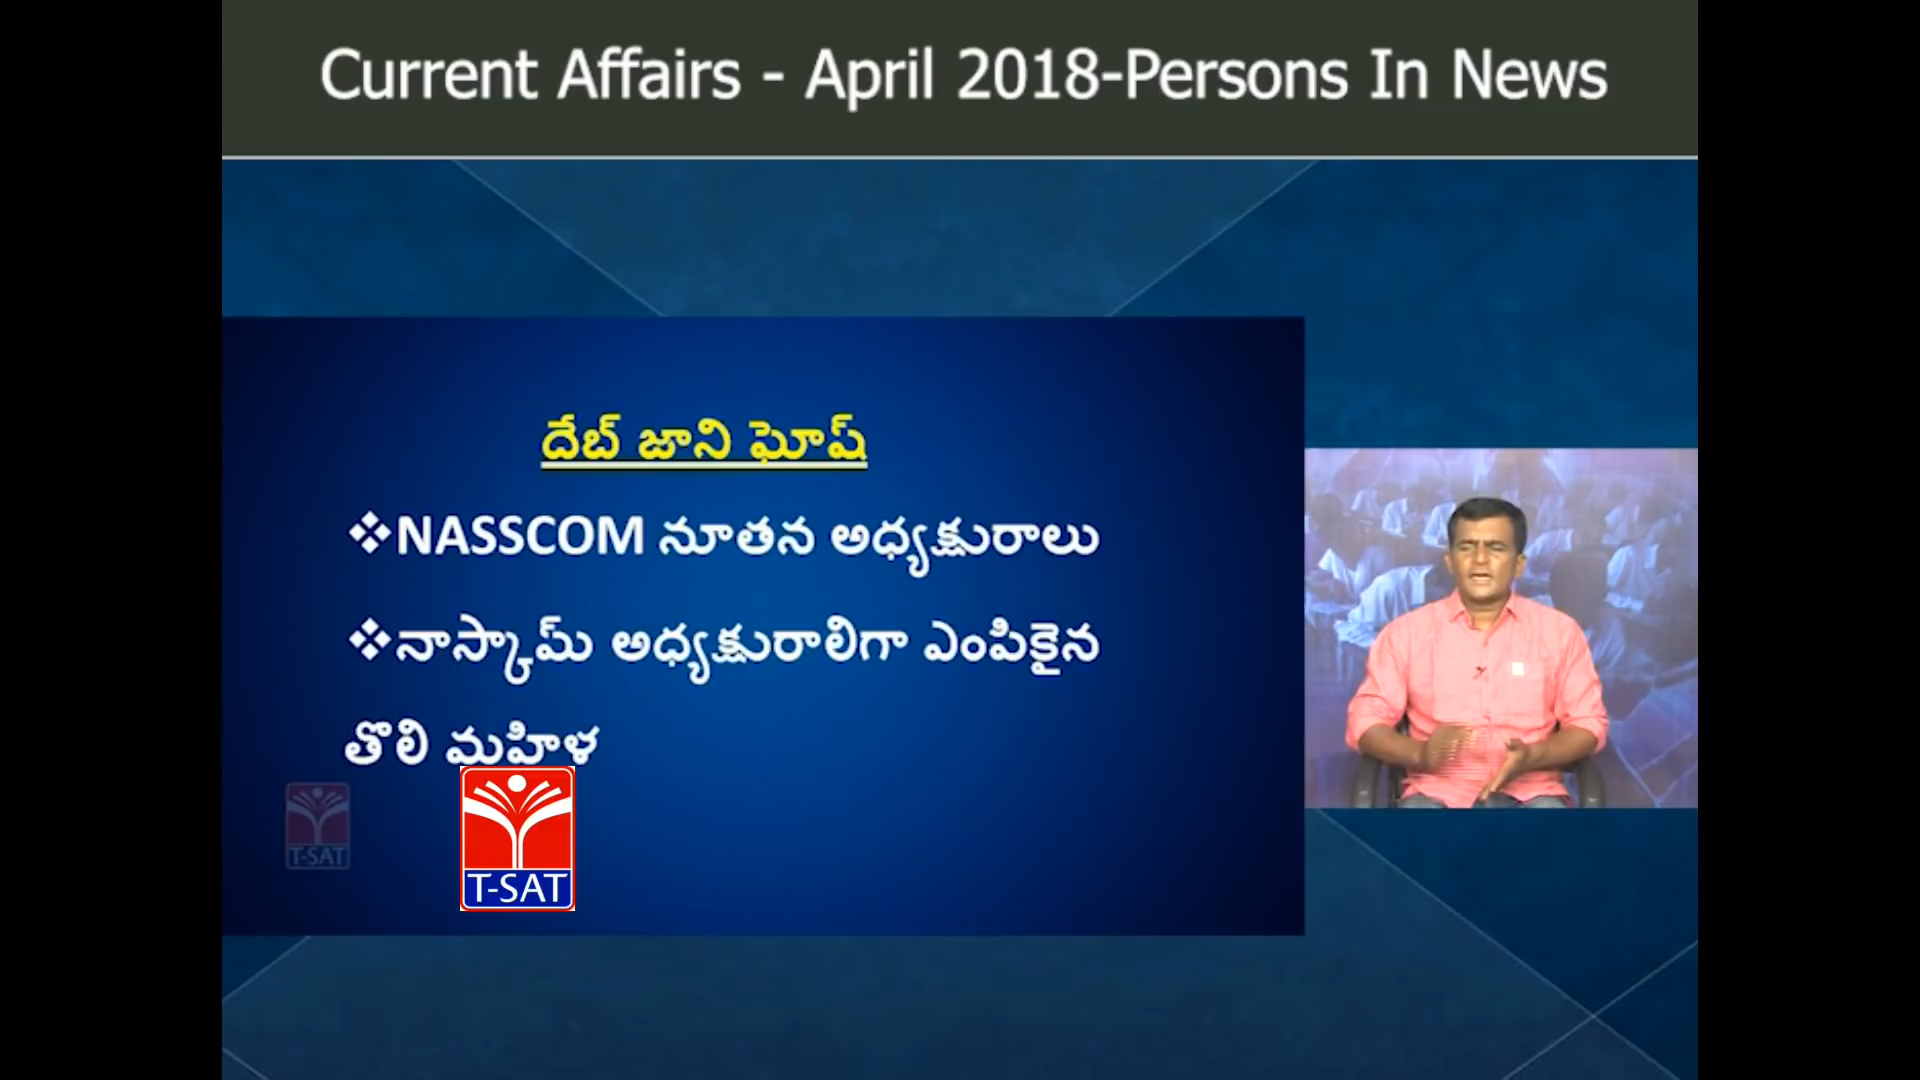 Current Affairs - April 2018-Persons In News
దేబ్ జాని ఘోష్
❖NASSCOM నూతన అధ్యక్షురాలు
❖నాస్కామ్ అధ్యక్షురాలిగా ఎంపికైన
తొలి మహిళ
T-SAT
T-SAT